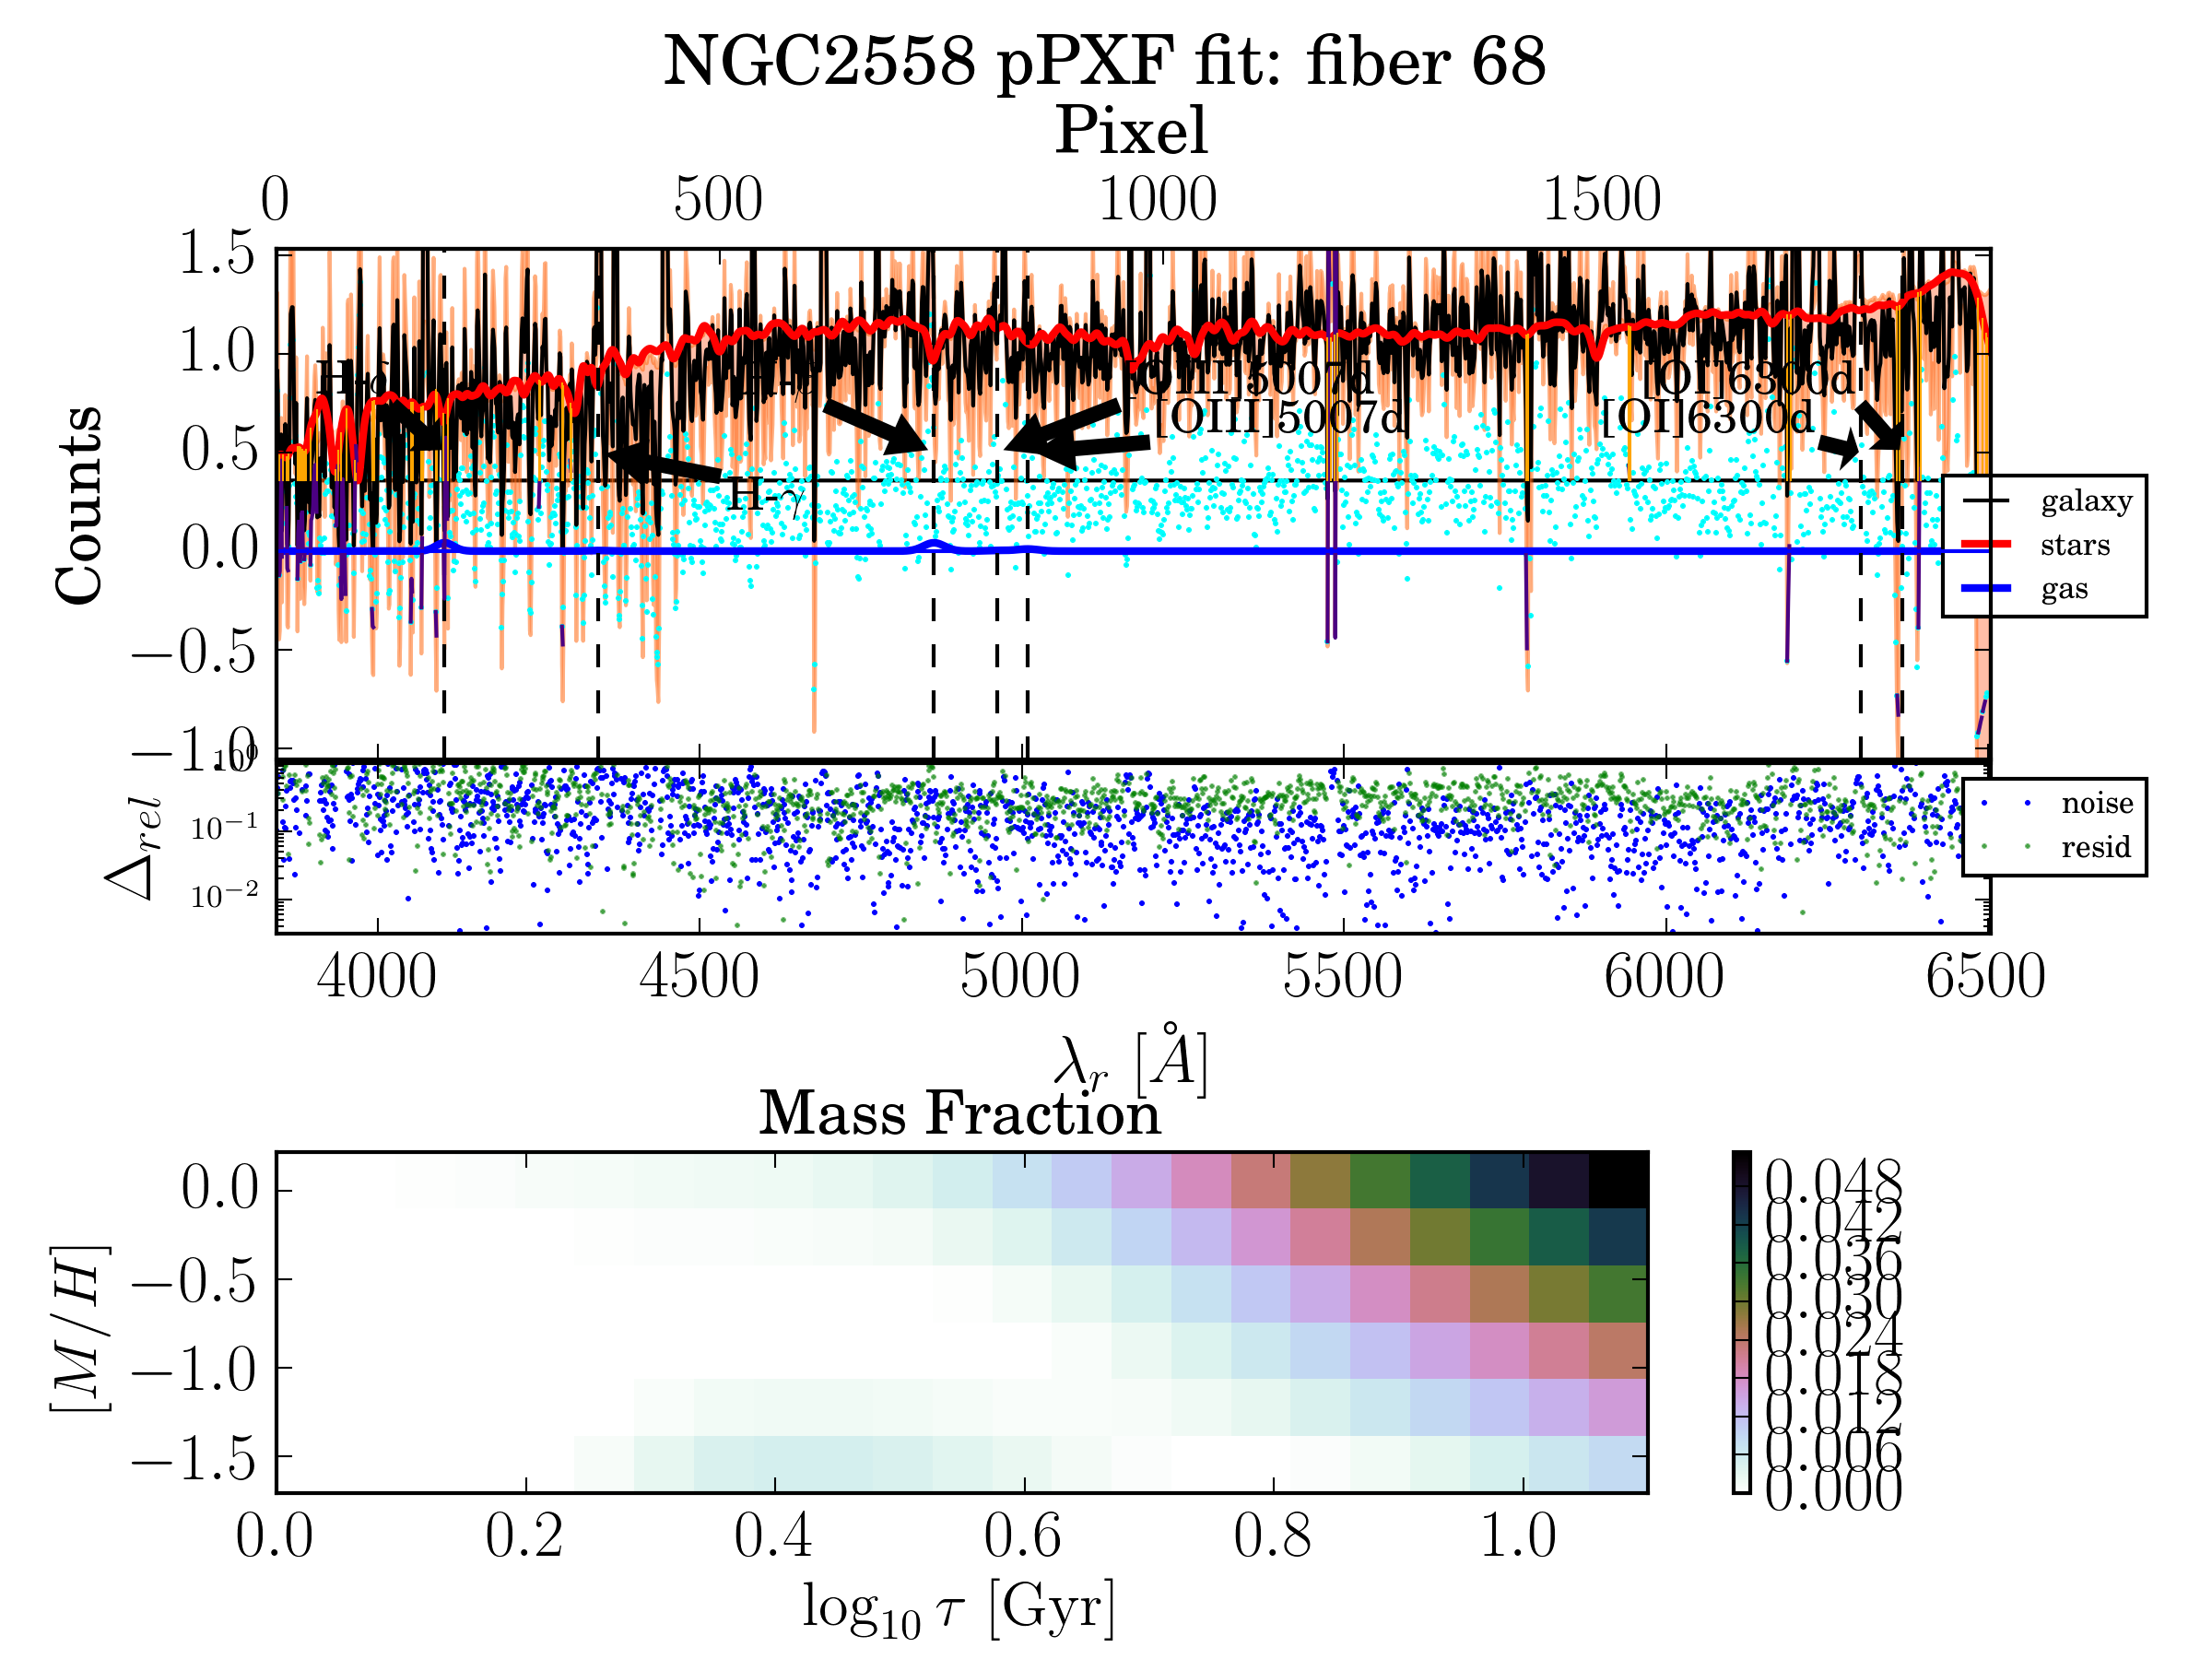 NGC2558 pPXF fit: fiber 68
Pixel
0 500 1000 1500
1.5
1.0
0.5
0.0
−0.5
−1.0
Counts
H-δ
H-β
H-γ
[OIII]5007d
[OIII]5007d
[OI]6300d
[OI]6300d
galaxy
stars
gas
10⁰
10⁻¹
10⁻²
Δrel
noise
resid
4000 4500 5000 5500 6000 6500
λr [Å]
Mass Fraction
0.0
−0.5
−1.0
−1.5
[M/H]
0.0 0.2 0.4 0.6 0.8 1.0
log₁₀ τ [Gyr]
0.048
0.042
0.036
0.030
0.024
0.018
0.012
0.006
0.000